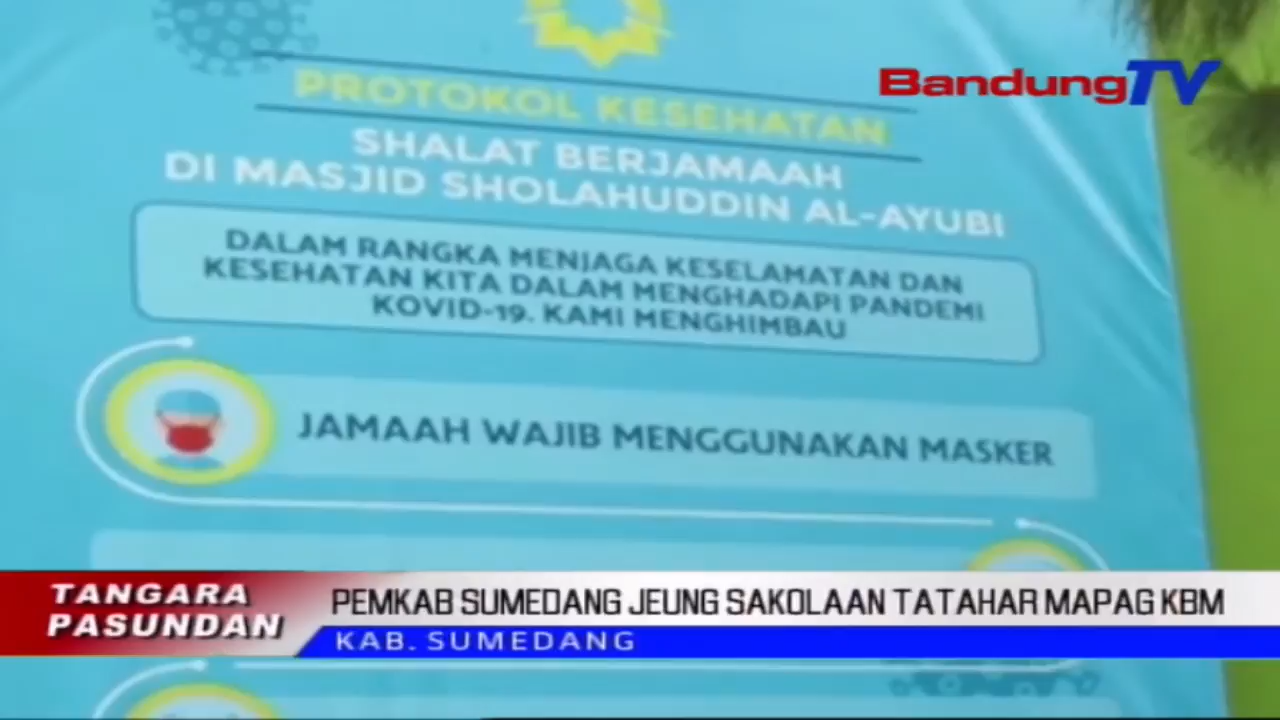 BandungTV
PROTOKOL KESEHATAN
SHALAT BERJAMAAH
DI MASJID SHOLAHUDDIN AL-AYUBI
DALAM RANGKA MENJAGA KESELAMATAN DAN
KESEHATAN KITA DALAM MENGHADAPI PANDEMI
KOVID-19. KAMI MENGHIMBAU
JAMAAH WAJIB MENGGUNAKAN MASKER
TANGARA
PASUNDAN
PEMKAB SUMEDANG JEUNG SAKOLAAN TATAHAR MAPAG KBM
KAB. SUMEDANG